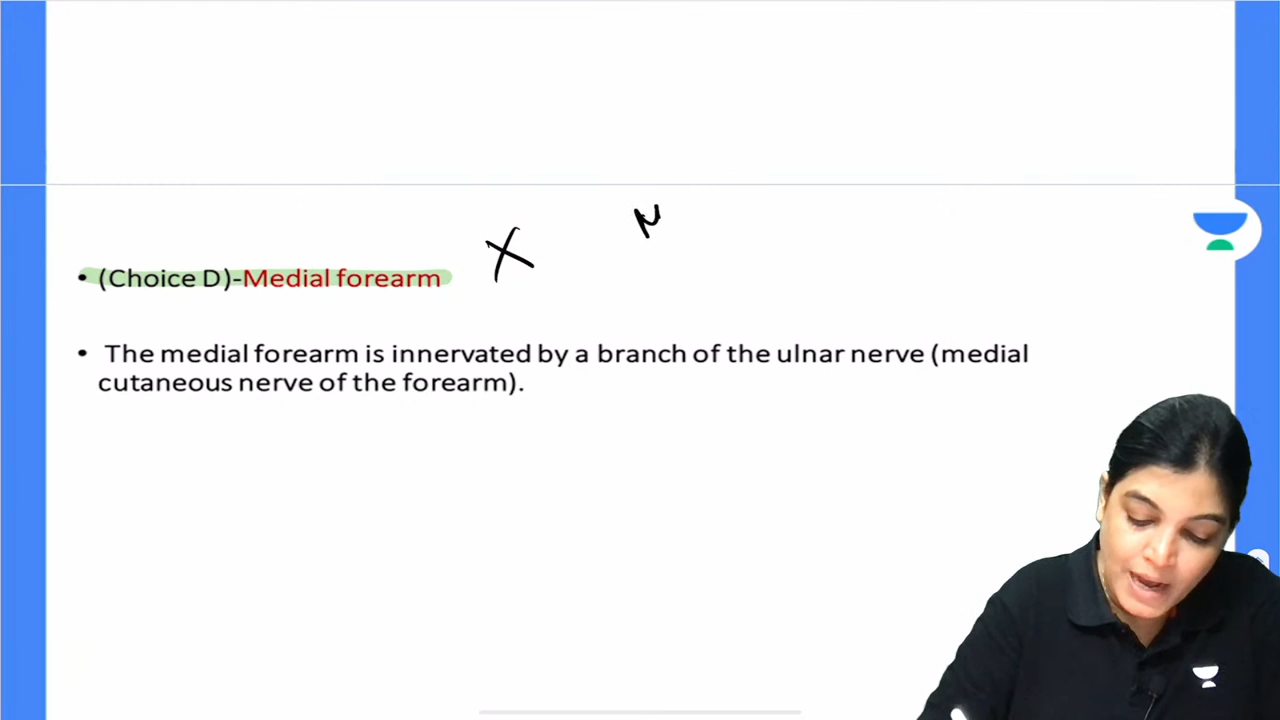 • (Choice D)-Medial forearm
• The medial forearm is innervated by a branch of the ulnar nerve (medial
cutaneous nerve of the forearm).